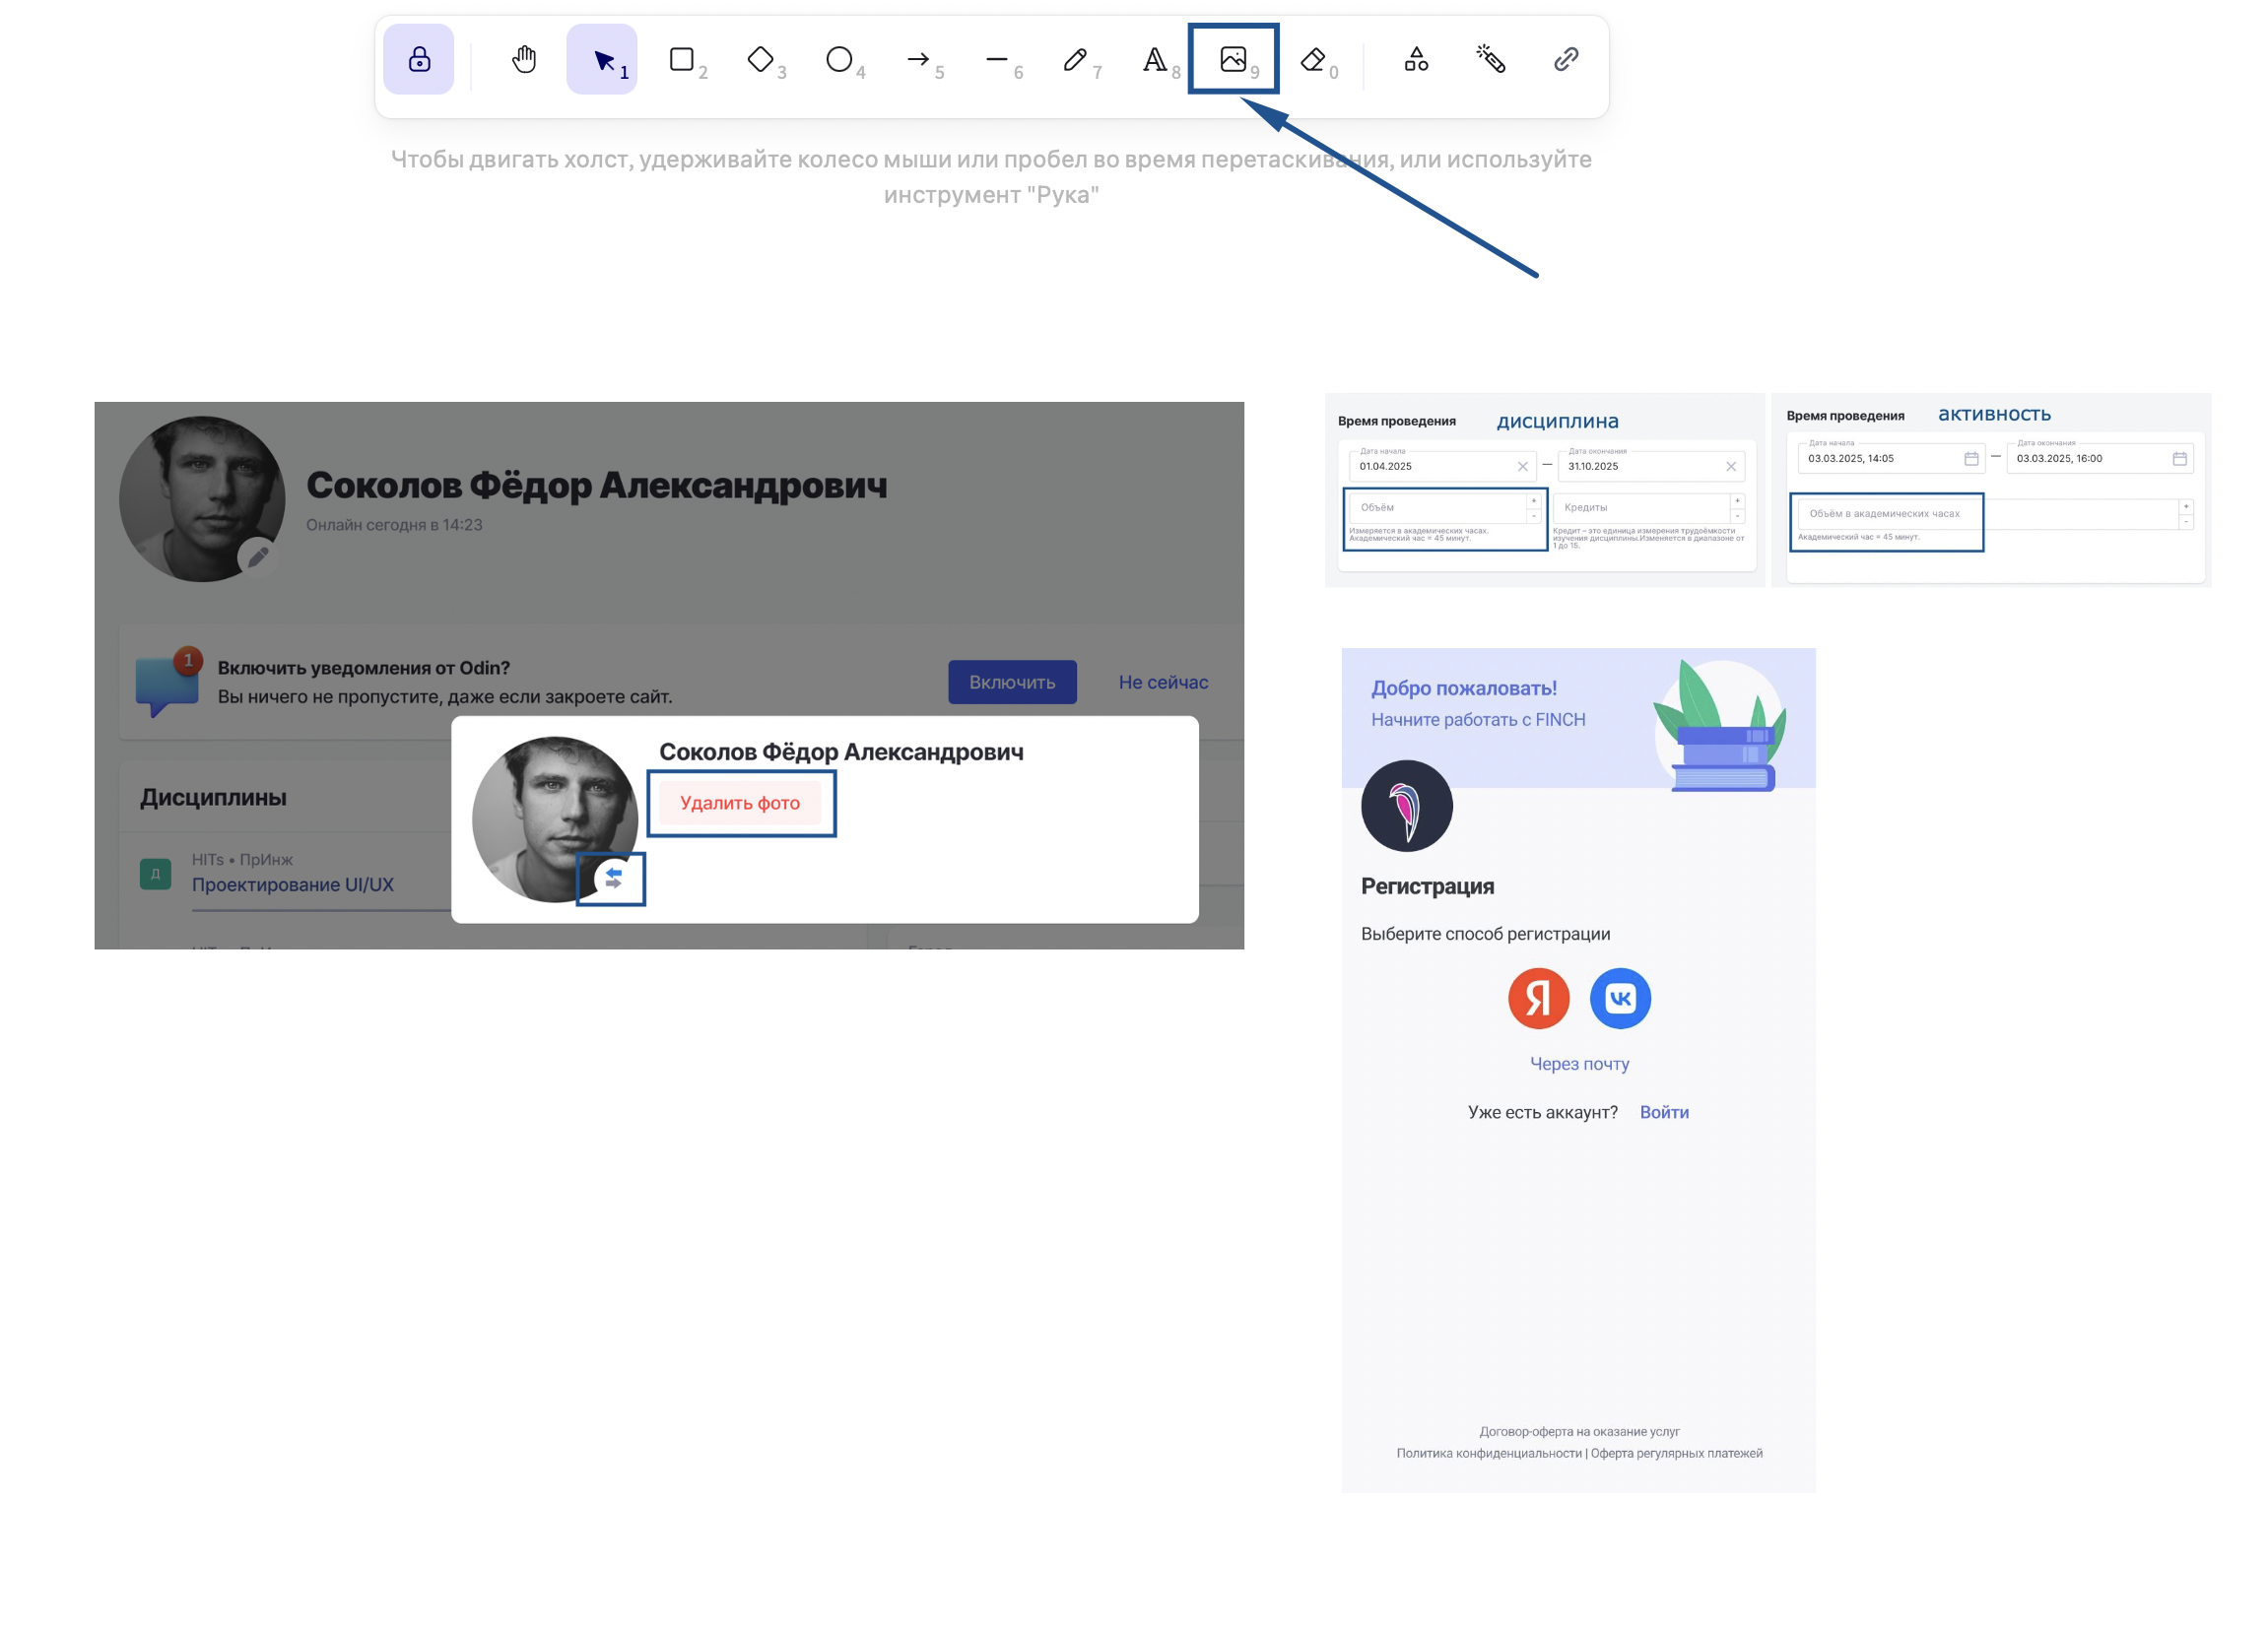 1
2
3
4
5
6
7
A 8
9
0
Чтобы двигать холст, удерживайте колесо мыши или пробел во время перетаскивания, или используйте
инструмент "Рука"
Соколов Фёдор Александрович
Онлайн сегодня в 14:23
1
Включить уведомления от Odin?
Вы ничего не пропустите, даже если закроете сайт.
Включить
Не сейчас
Соколов Фёдор Александрович
Удалить фото
Дисциплины
Д
HITs • ПрИнж
Проектирование UI/UX
Время проведения
дисциплина
Дата начала
01.04.2025
—
Дата окончания
31.10.2025
Объём
+
-
Измеряется в академических часах.
Академический час = 45 минут.
Кредиты
+
-
Кредит – это единица измерения трудоёмкости
изучения дисциплины.Изменяется в диапазоне от
1 до 15.
Время проведения
активность
Дата начала
03.03.2025, 14:05
—
Дата окончания
03.03.2025, 16:00
Объём в академических часах
+
-
Академический час = 45 минут.
Добро пожаловать!
Начните работать с FINCH
Регистрация
Выберите способ регистрации
Я
VK
Через почту
Уже есть аккаунт? Войти
Договор-оферта на оказание услуг
Политика конфиденциальности | Оферта регулярных платежей